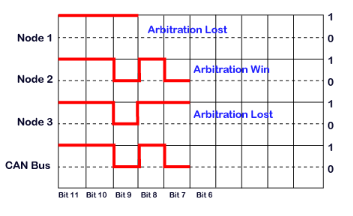 Arbitration Lost
1
Node 1
0
1
Node 2
Arbitration Win
0
1
Node 3
Arbitration Lost
0
1
CAN Bus
0
Bit 11 Bit 10 Bit 9 Bit 8 Bit 7 Bit 6